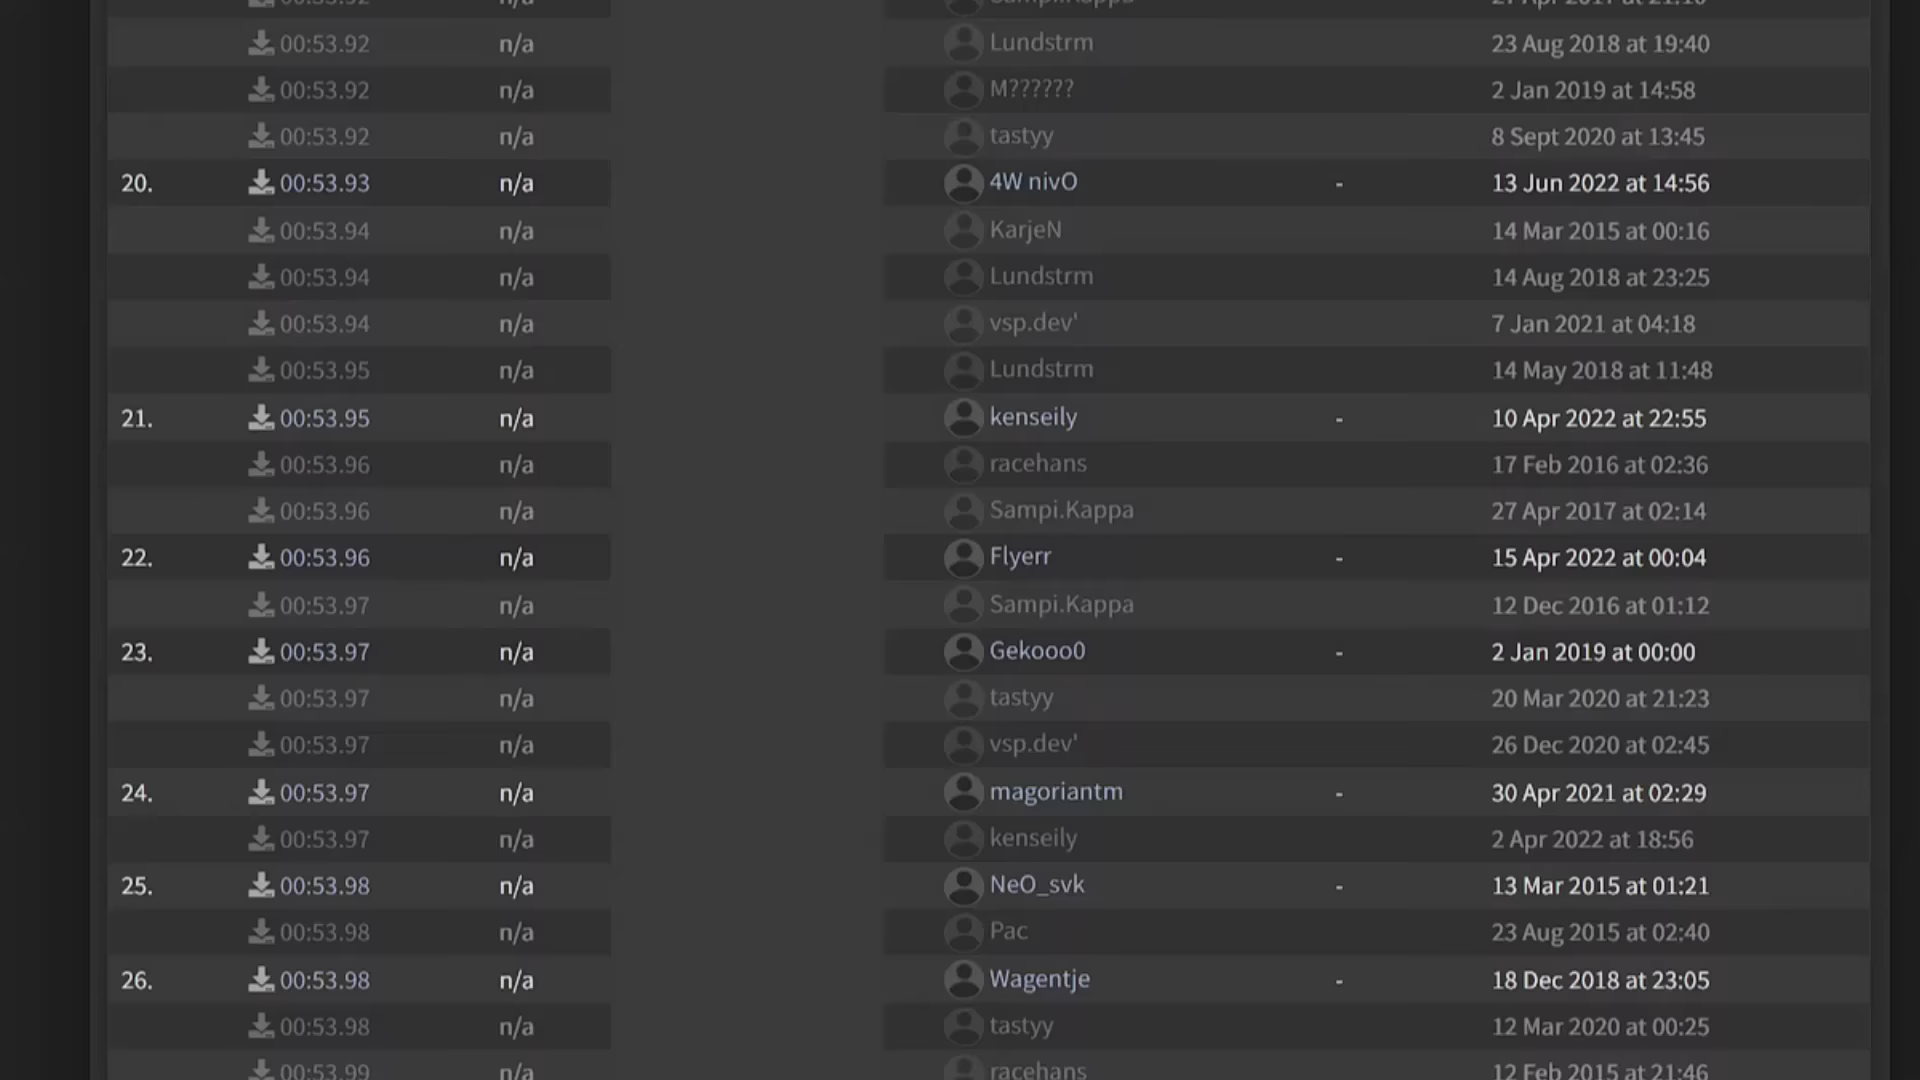 00:53.92 n/a Lundstrm 23 Aug 2018 at 19:40
00:53.92 n/a M?????? 2 Jan 2019 at 14:58
00:53.92 n/a tastyy 8 Sept 2020 at 13:45
20. 00:53.93 n/a 4W nivO - 13 Jun 2022 at 14:56
00:53.94 n/a KarjeN 14 Mar 2015 at 00:16
00:53.94 n/a Lundstrm 14 Aug 2018 at 23:25
00:53.94 n/a vsp.dev' 7 Jan 2021 at 04:18
00:53.95 n/a Lundstrm 14 May 2018 at 11:48
21. 00:53.95 n/a kenseily - 10 Apr 2022 at 22:55
00:53.96 n/a racehans 17 Feb 2016 at 02:36
00:53.96 n/a Sampi.Kappa 27 Apr 2017 at 02:14
22. 00:53.96 n/a Flyerr - 15 Apr 2022 at 00:04
00:53.97 n/a Sampi.Kappa 12 Dec 2016 at 01:12
23. 00:53.97 n/a Gekooo0 - 2 Jan 2019 at 00:00
00:53.97 n/a tastyy 20 Mar 2020 at 21:23
00:53.97 n/a vsp.dev' 26 Dec 2020 at 02:45
24. 00:53.97 n/a magoriantm - 30 Apr 2021 at 02:29
00:53.97 n/a kenseily 2 Apr 2022 at 18:56
25. 00:53.98 n/a NeO_svk - 13 Mar 2015 at 01:21
00:53.98 n/a Pac 23 Aug 2015 at 02:40
26. 00:53.98 n/a Wagentje - 18 Dec 2018 at 23:05
00:53.98 n/a tastyy 12 Mar 2020 at 00:25
00:53.99 n/a racehans 12 Feb 2015 at 21:46